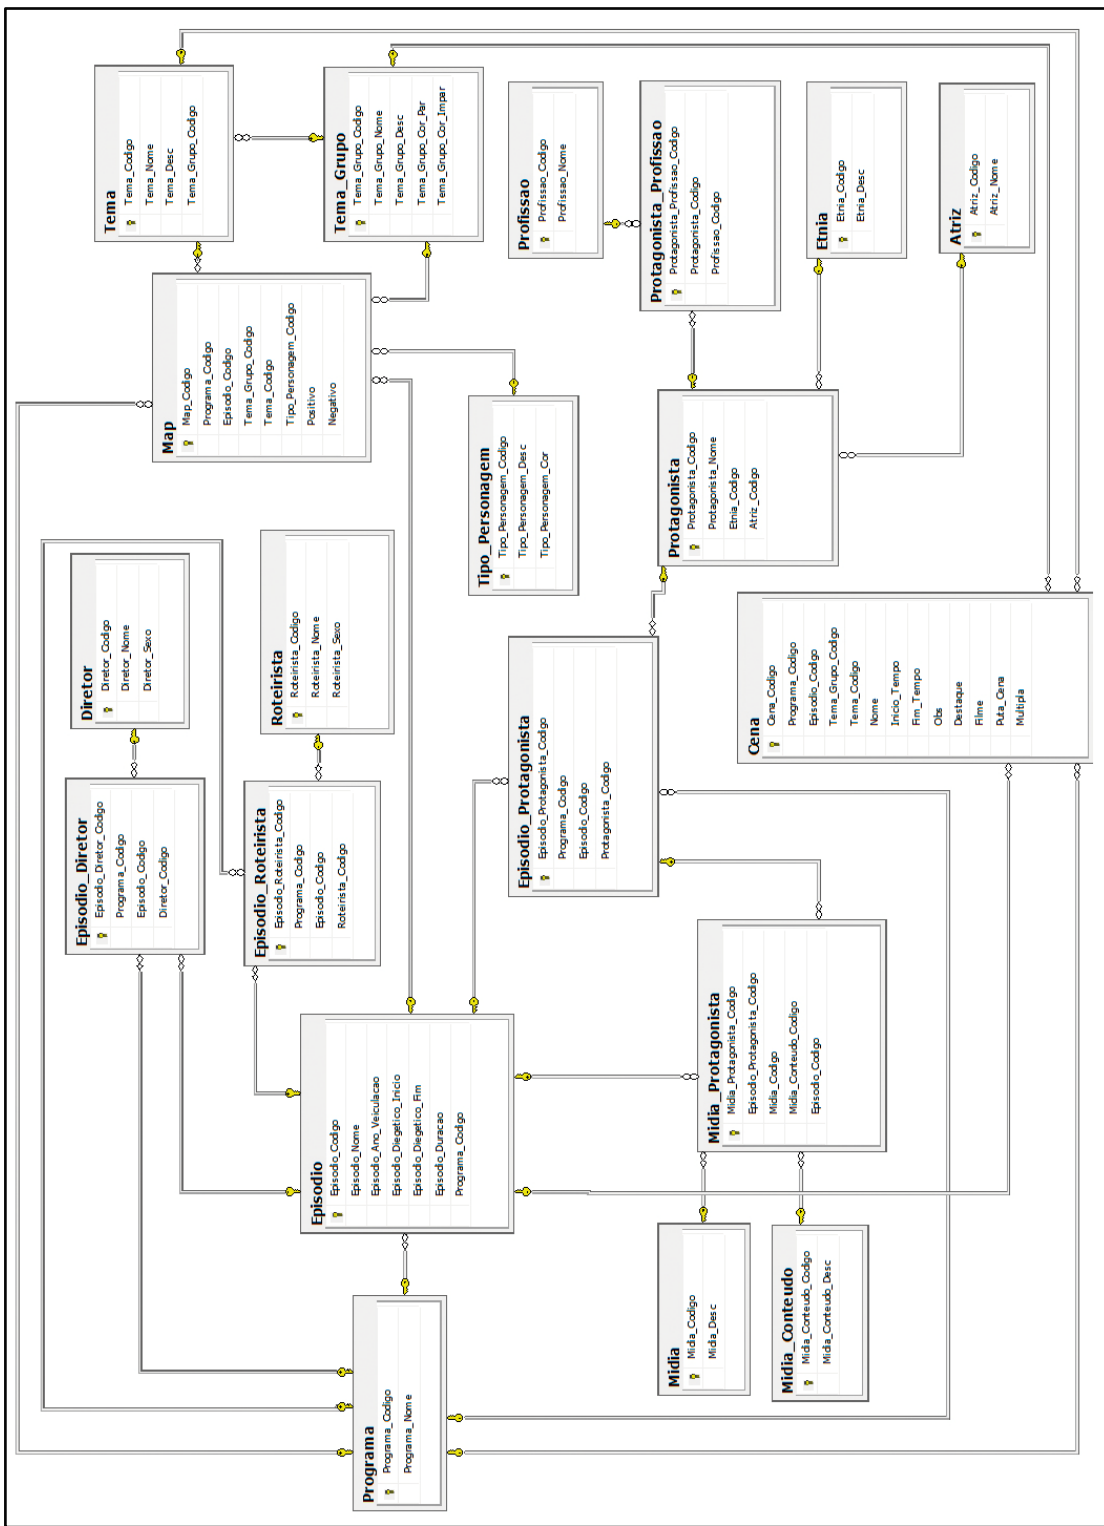 Programa
Programa_Codigo
Programa_Nome
Episodio_Diretor
Episodio_Diretor_Codigo
Programa_Codigo
Episodio_Codigo
Diretor_Codigo
Diretor
Diretor_Codigo
Diretor_Nome
Diretor_Sexo
Map
Map_Codigo
Programa_Codigo
Episodio_Codigo
Tema_Grupo_Codigo
Tema_Codigo
Tipo_Personagem_Codigo
Positivo
Negativo
Tema
Tema_Codigo
Tema_Nome
Tema_Desc
Tema_Grupo_Codigo
Episodio
Episodio_Codigo
Episodio_Nome
Episodio_Ano_Veiculacao
Episodio_Diegetico_Inicio
Episodio_Diegetico_Fim
Episodio_Duracao
Programa_Codigo
Episodio_Roteirista
Episodio_Roteirista_Codigo
Programa_Codigo
Episodio_Codigo
Roteirista_Codigo
Roteirista
Roteirista_Codigo
Roteirista_Nome
Roteirista_Sexo
Tema_Grupo
Tema_Grupo_Codigo
Tema_Grupo_Nome
Tema_Grupo_Desc
Tema_Grupo_Cor_Par
Tema_Grupo_Cor_Impar
Tipo_Personagem
Tipo_Personagem_Codigo
Tipo_Personagem_Desc
Tipo_Personagem_Cor
Profissao
Profissao_Codigo
Profissao_Nome
Episodio_Protagonista
Episodio_Protagonista_Codigo
Programa_Codigo
Episodio_Codigo
Protagonista_Codigo
Protagonista_Profissao
Protagonista_Profissao_Codigo
Protagonista_Codigo
Profissao_Codigo
Midia
Midia_Codigo
Midia_Desc
Midia_Protagonista
Midia_Protagonista_Codigo
Episodio_Protagonista_Codigo
Midia_Codigo
Midia_Conteudo_Codigo
Episodio_Codigo
Protagonista
Protagonista_Codigo
Protagonista_Nome
Etnia_Codigo
Atriz_Codigo
Etnia
Etnia_Codigo
Etnia_Desc
Midia_Conteudo
Midia_Conteudo_Codigo
Midia_Conteudo_Desc
Cena
Cena_Codigo
Programa_Codigo
Episodio_Codigo
Tema_Grupo_Codigo
Tema_Codigo
Nome
Inicio_Tempo
Fim_Tempo
Obs
Destaque
Filme
Puta_Cena
Multipla
Atriz
Atriz_Codigo
Atriz_Nome